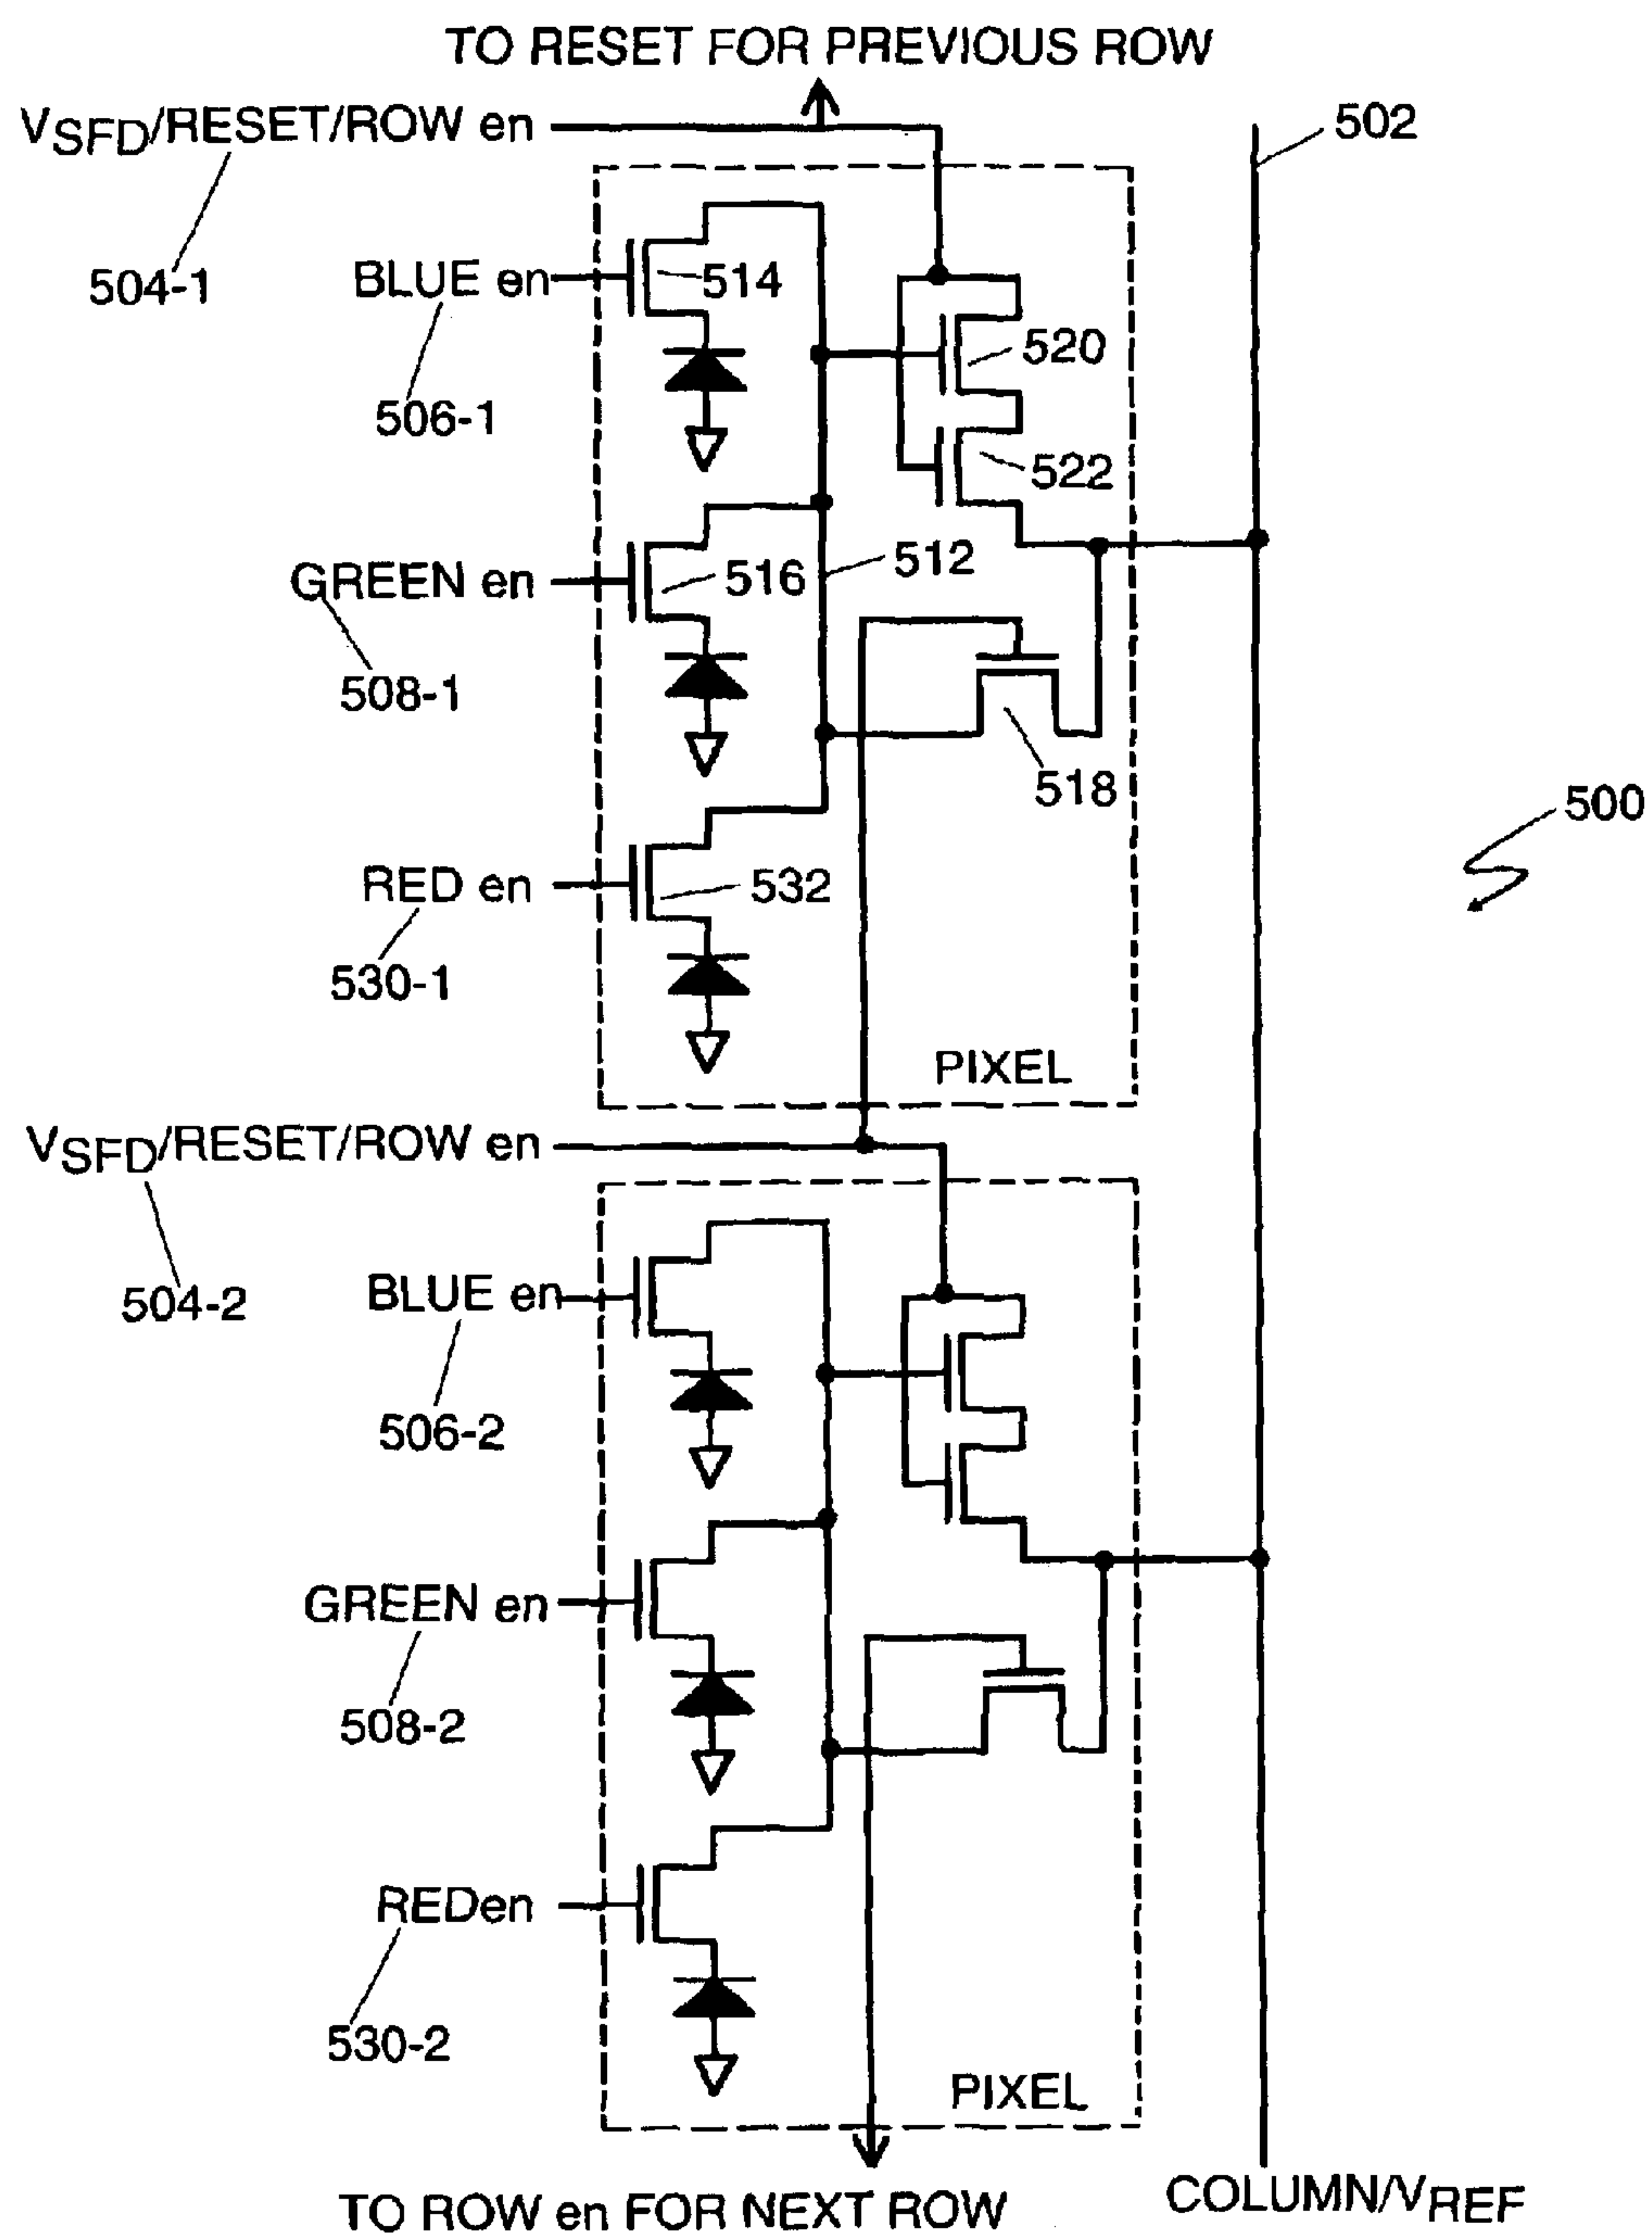 TO RESET FOR PREVIOUS ROW
VSFD/RESET/ROW en
502
504-1
BLUE en
514
506-1
520
522
GREEN en
516
512
508-1
518
RED en
532
500
530-1
PIXEL
VSFD/RESET/ROW en
504-2
BLUE en
506-2
GREEN en
508-2
REDen
530-2
PIXEL
TO ROW en FOR NEXT ROW
COLUMN/VREF